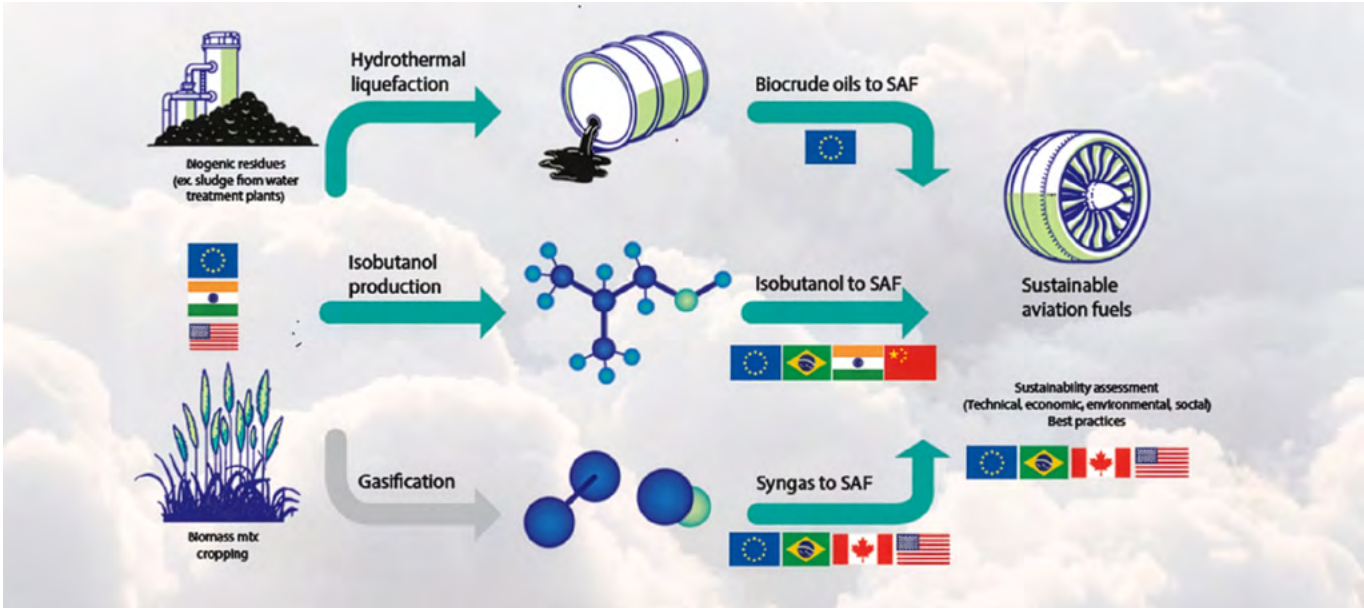 Hydrothermal
liquefaction
Biocrude oils to SAF
Biogenic residues
(ex. sludge from water
treatment plants)
Isobutanol
production
Isobutanol to SAF
Sustainable
aviation fuels
Sustainability assessment
(Technical, economic, environmental, social)
Best practices
Gasification
Syngas to SAF
Biomass mix
cropping